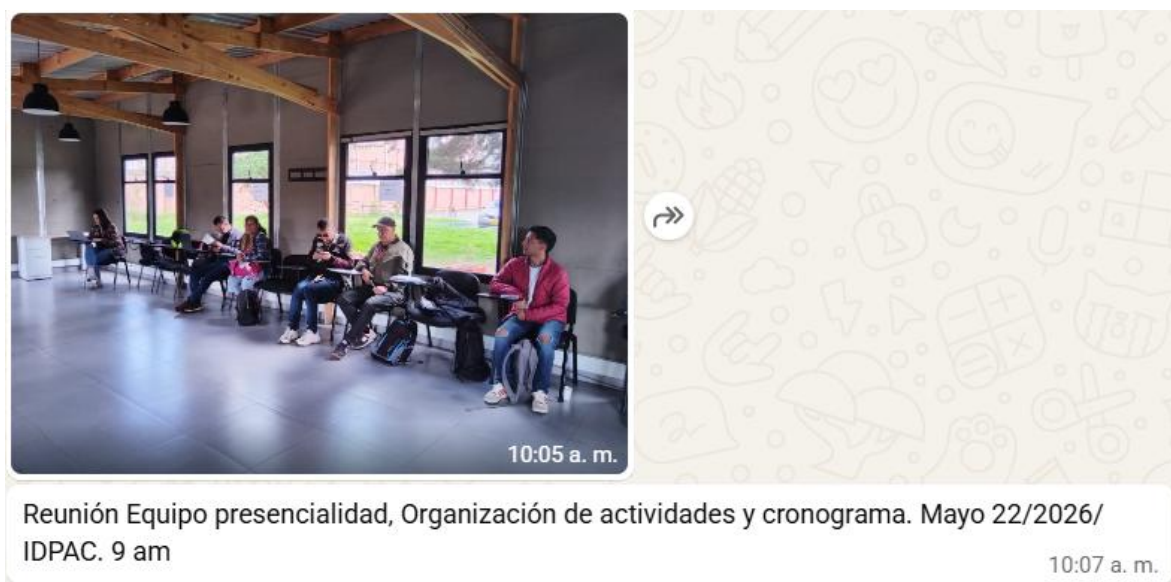 10:05 a. m.
Reunión Equipo presencialidad, Organización de actividades y cronograma. Mayo 22/2026/
IDPAC. 9 am
10:07 a. m.